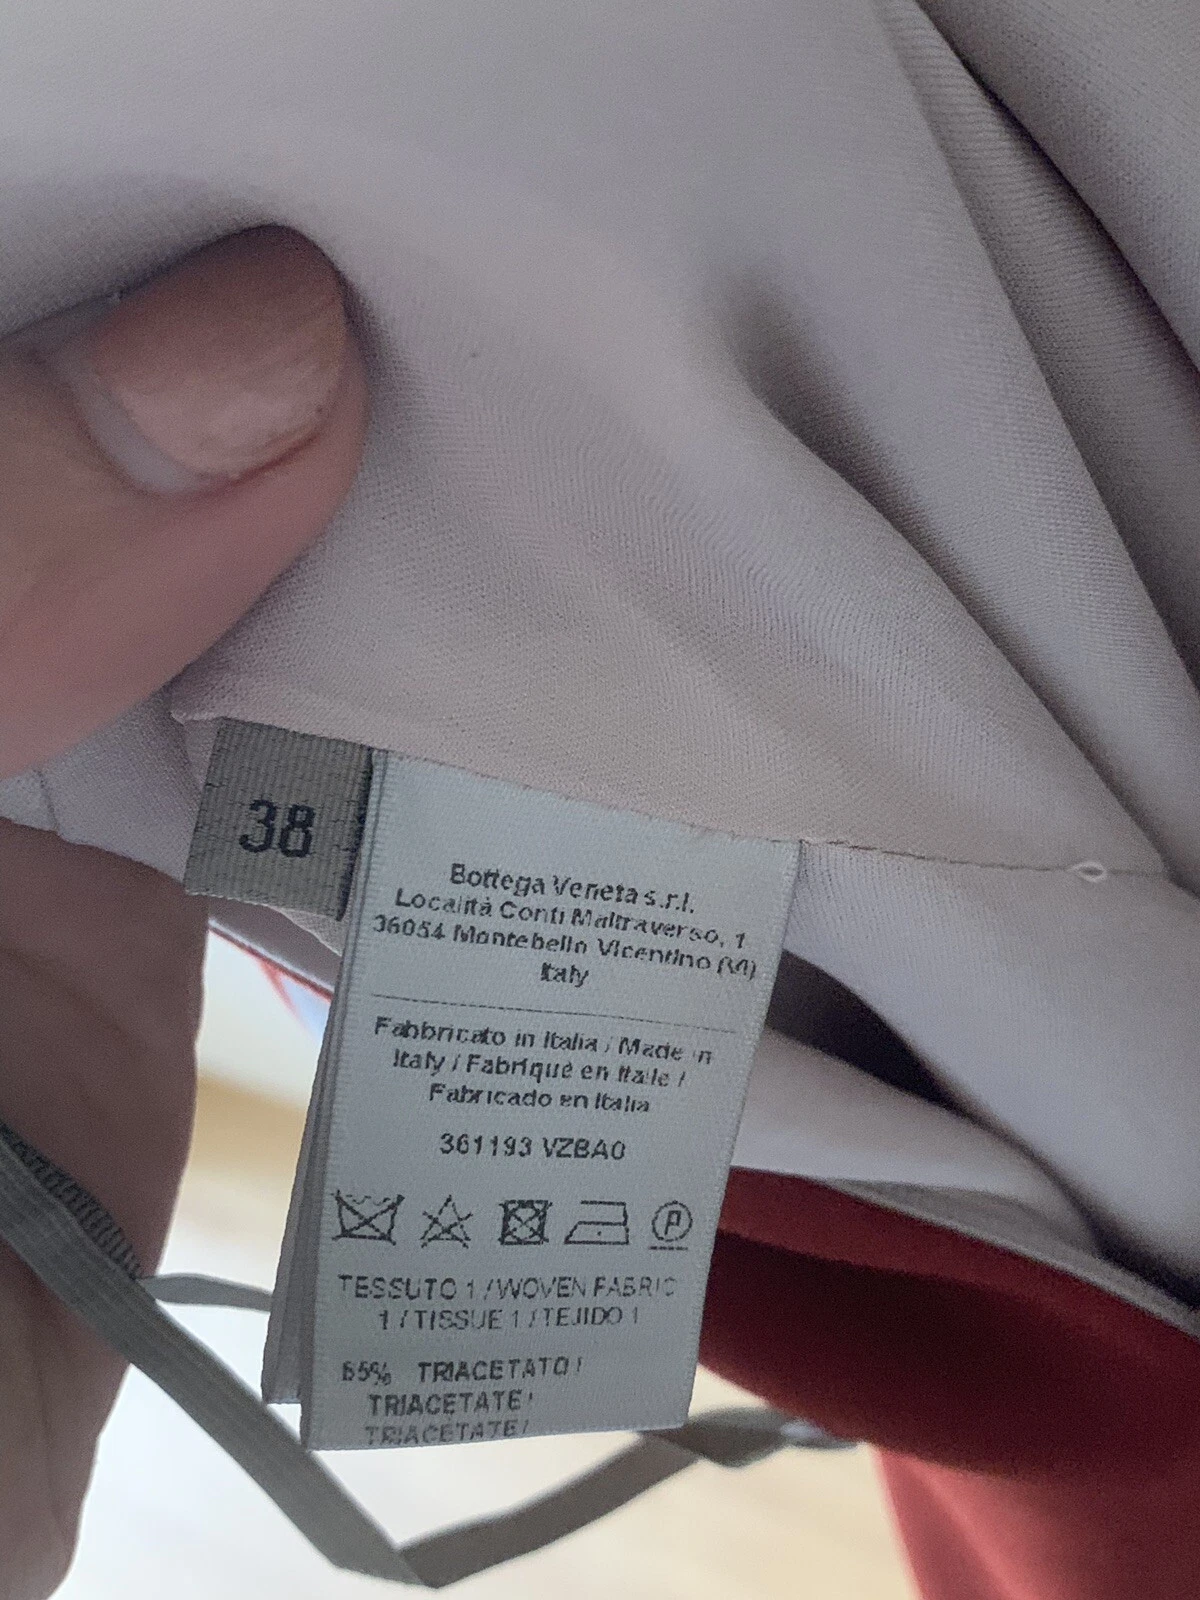 38
Bottega Veneta s.r.l.
Località Conti Maltraverso, 1
36054 Montebello Vicentino (VI)
Italy
Fabbricato in Italia / Made in
Italy / Fabriqué en Italie /
Fabricado en Italia
361193 VZBA0
P
TESSUTO 1 / WOVEN FABRIC
1 / TISSUE 1 / TEJIDO 1
TRIACETATO /
TRIACETATE /
TRIACETATE /